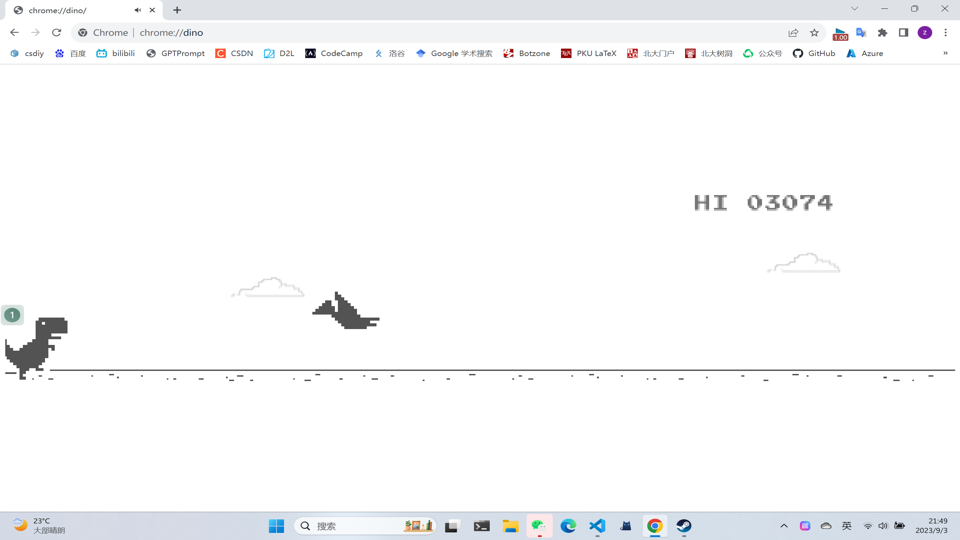 chrome://dino/
Chrome | chrome://dino
1.00
z
csdiy 百度 bilibili GPTPrompt CSDN D2L CodeCamp 洛谷 Google 学术搜索 Botzone PKU LaTeX 北大门户 北大树洞 公众号 GitHub Azure »
HI 03074
1
23°C
大部晴朗
搜索
英
21:49
2023/9/3